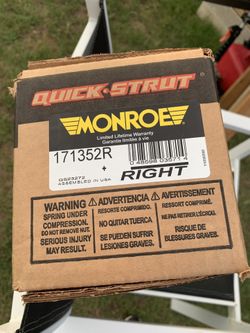 QUICK-STRUT
MONROE
Limited Lifetime Warranty
Garantie limitée à vie
171352R
RIGHT
ASSEMBLED IN USA
WARNING
SPRING UNDER
COMPRESSION.
DO NOT REMOVE NUT.
SERIOUS INJURY
MAY RESULT.
ADVERTENCIA
RESORTE COMPRIMIDO.
NO QUITAR TUERCA
SE PUEDEN SUFRIR
LESIONES GRAVES.
AVERTISSEMENT
RESSORT COMPRIMÉ.
NE PAS RETIRER L'ÉCROU.
RISQUE DE
BLESSURES GRAVES.